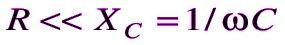 R << X_C = 1/ωC